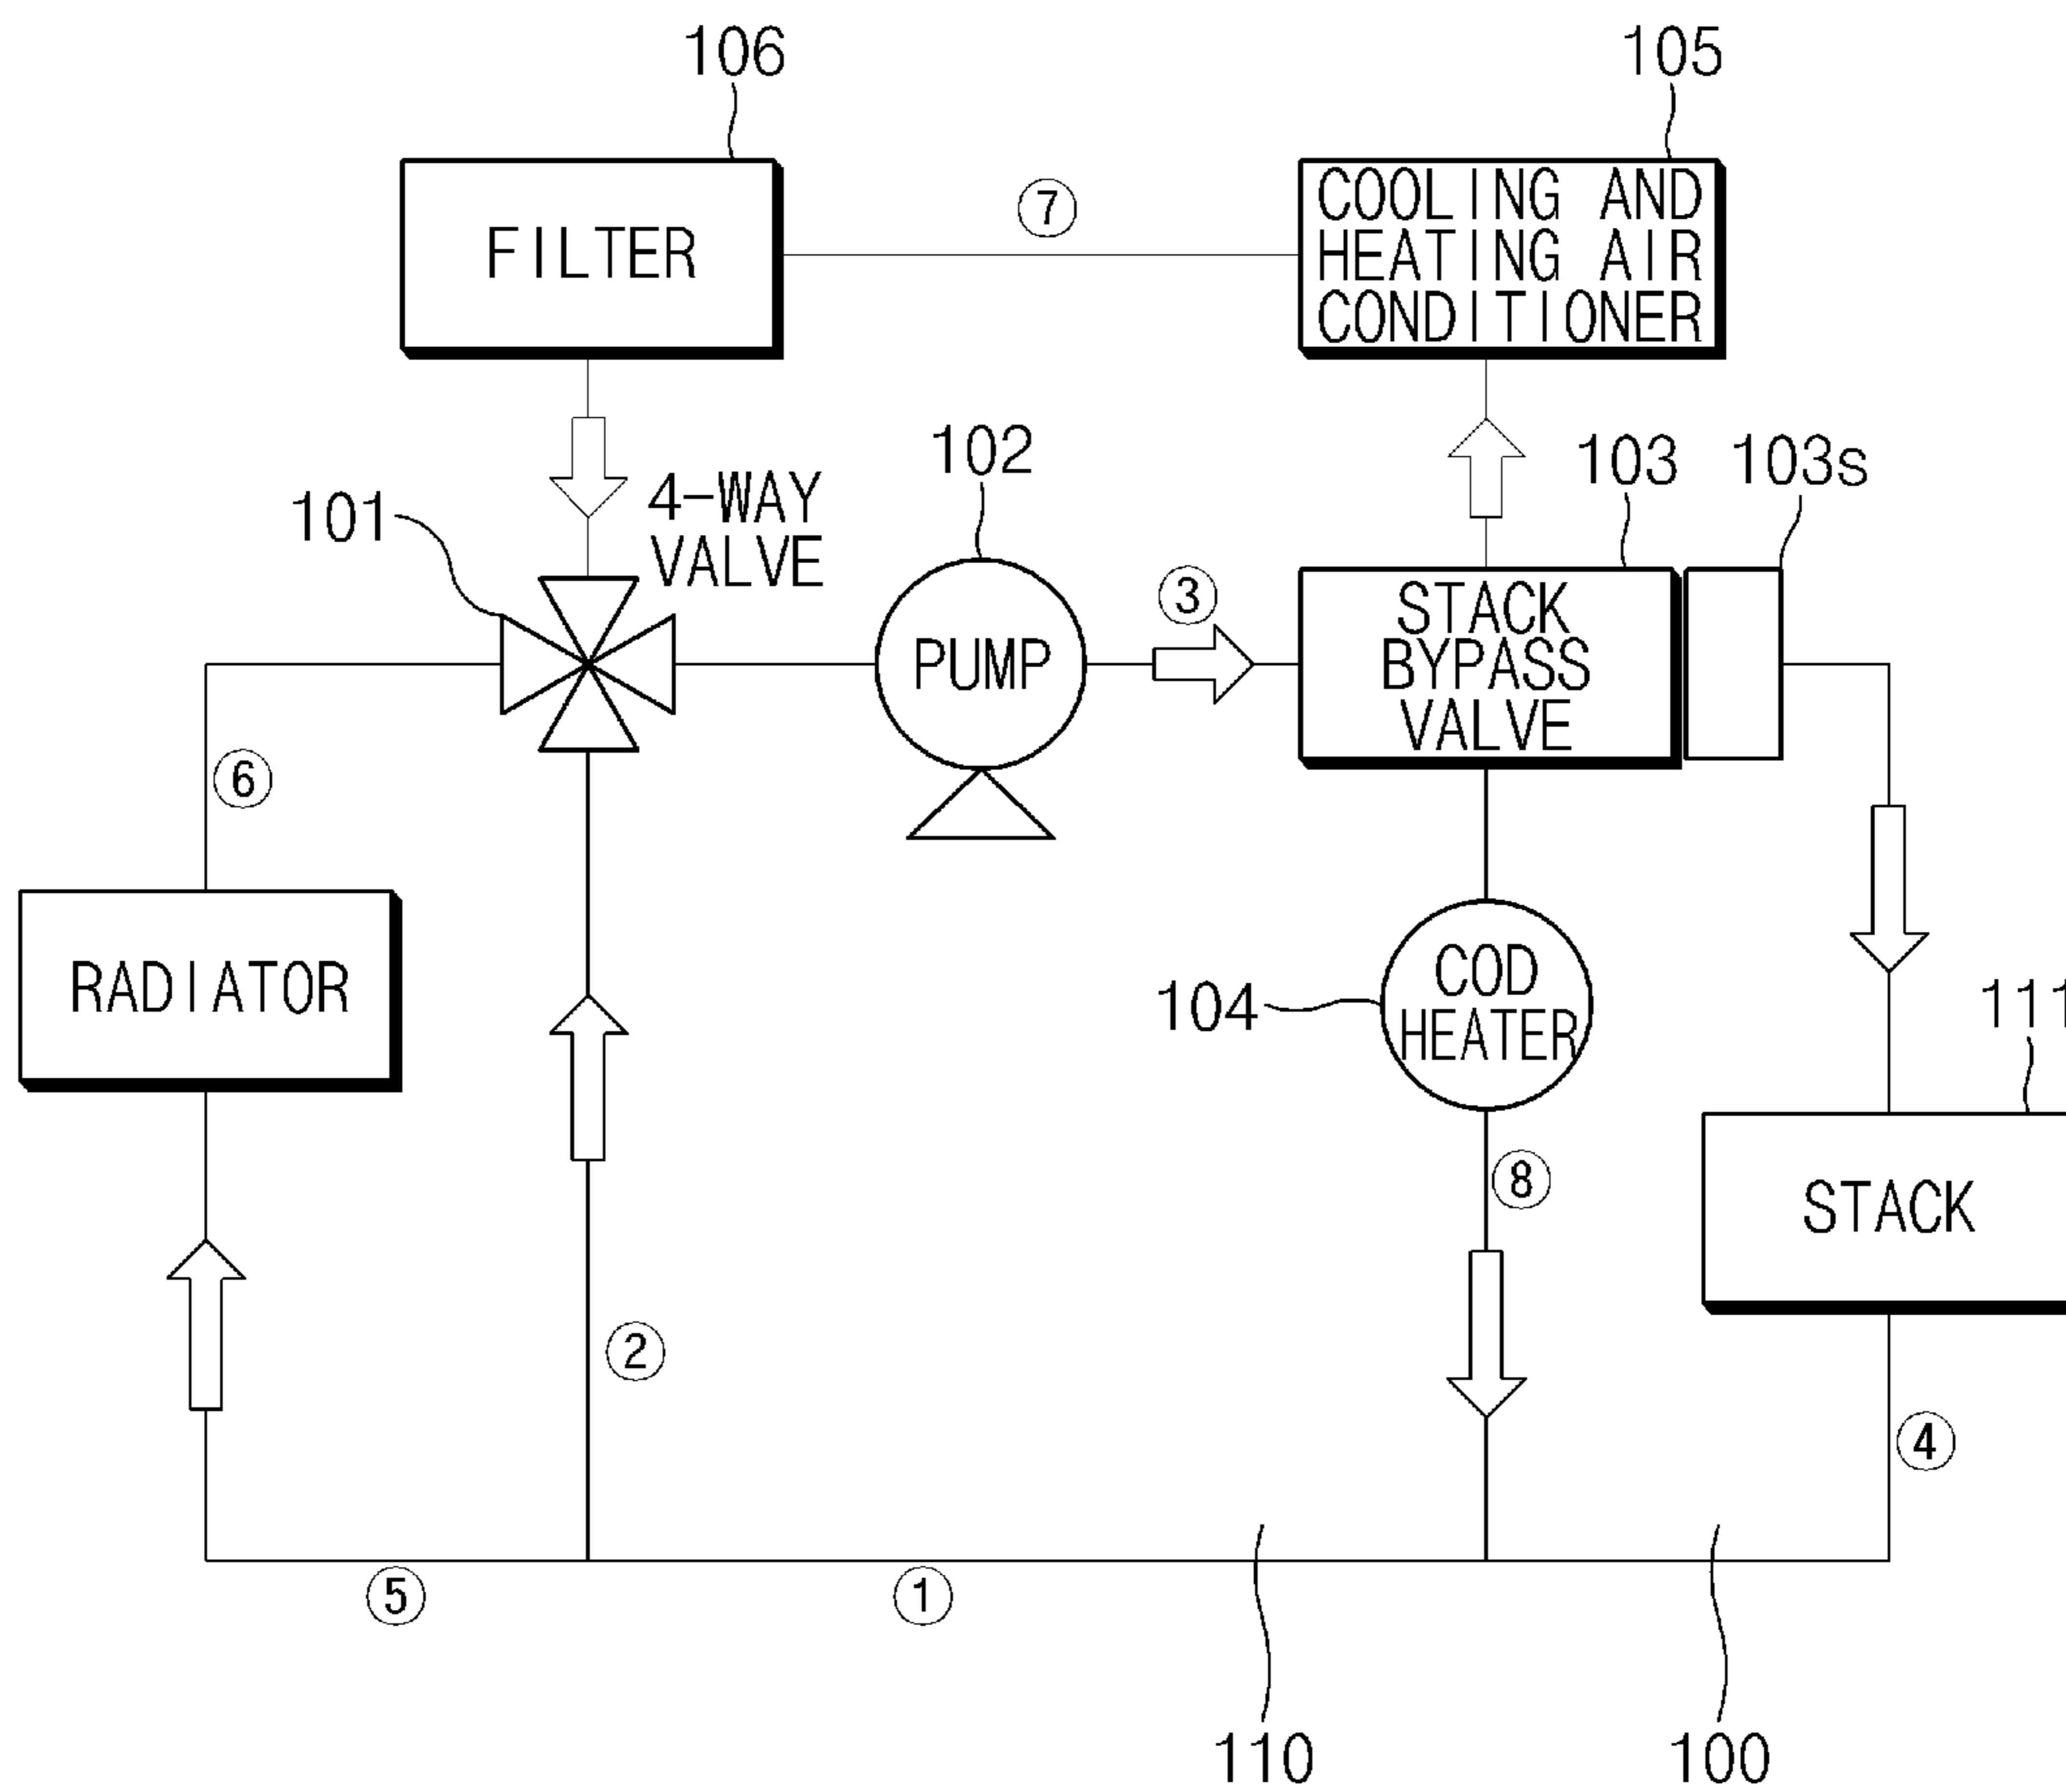 106
105
FILTER
⑦
COOLING AND
HEATING AIR
CONDITIONER
101
4-WAY
VALVE
102
103
103s
PUMP
③
STACK
BYPASS
VALVE
⑥
RADIATOR
104
COD
HEATER
111
⑧
STACK
②
④
⑤
①
110
100